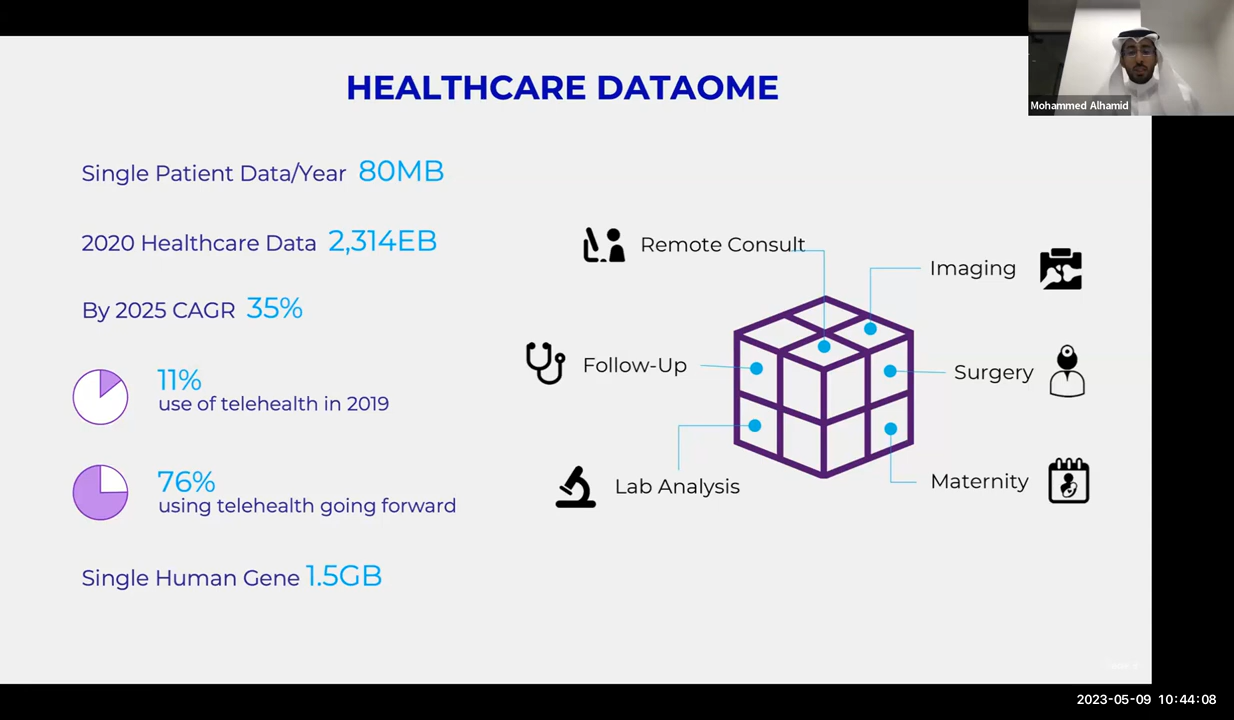 HEALTHCARE DATAOME
Mohammed Alhamid
Single Patient Data/Year 80MB
2020 Healthcare Data 2,314EB
By 2025 CAGR 35%
11%
use of telehealth in 2019
76%
using telehealth going forward
Single Human Gene 1.5GB
Remote Consult
Imaging
Follow-Up
Surgery
Lab Analysis
Maternity
2023-05-09 10:44:08